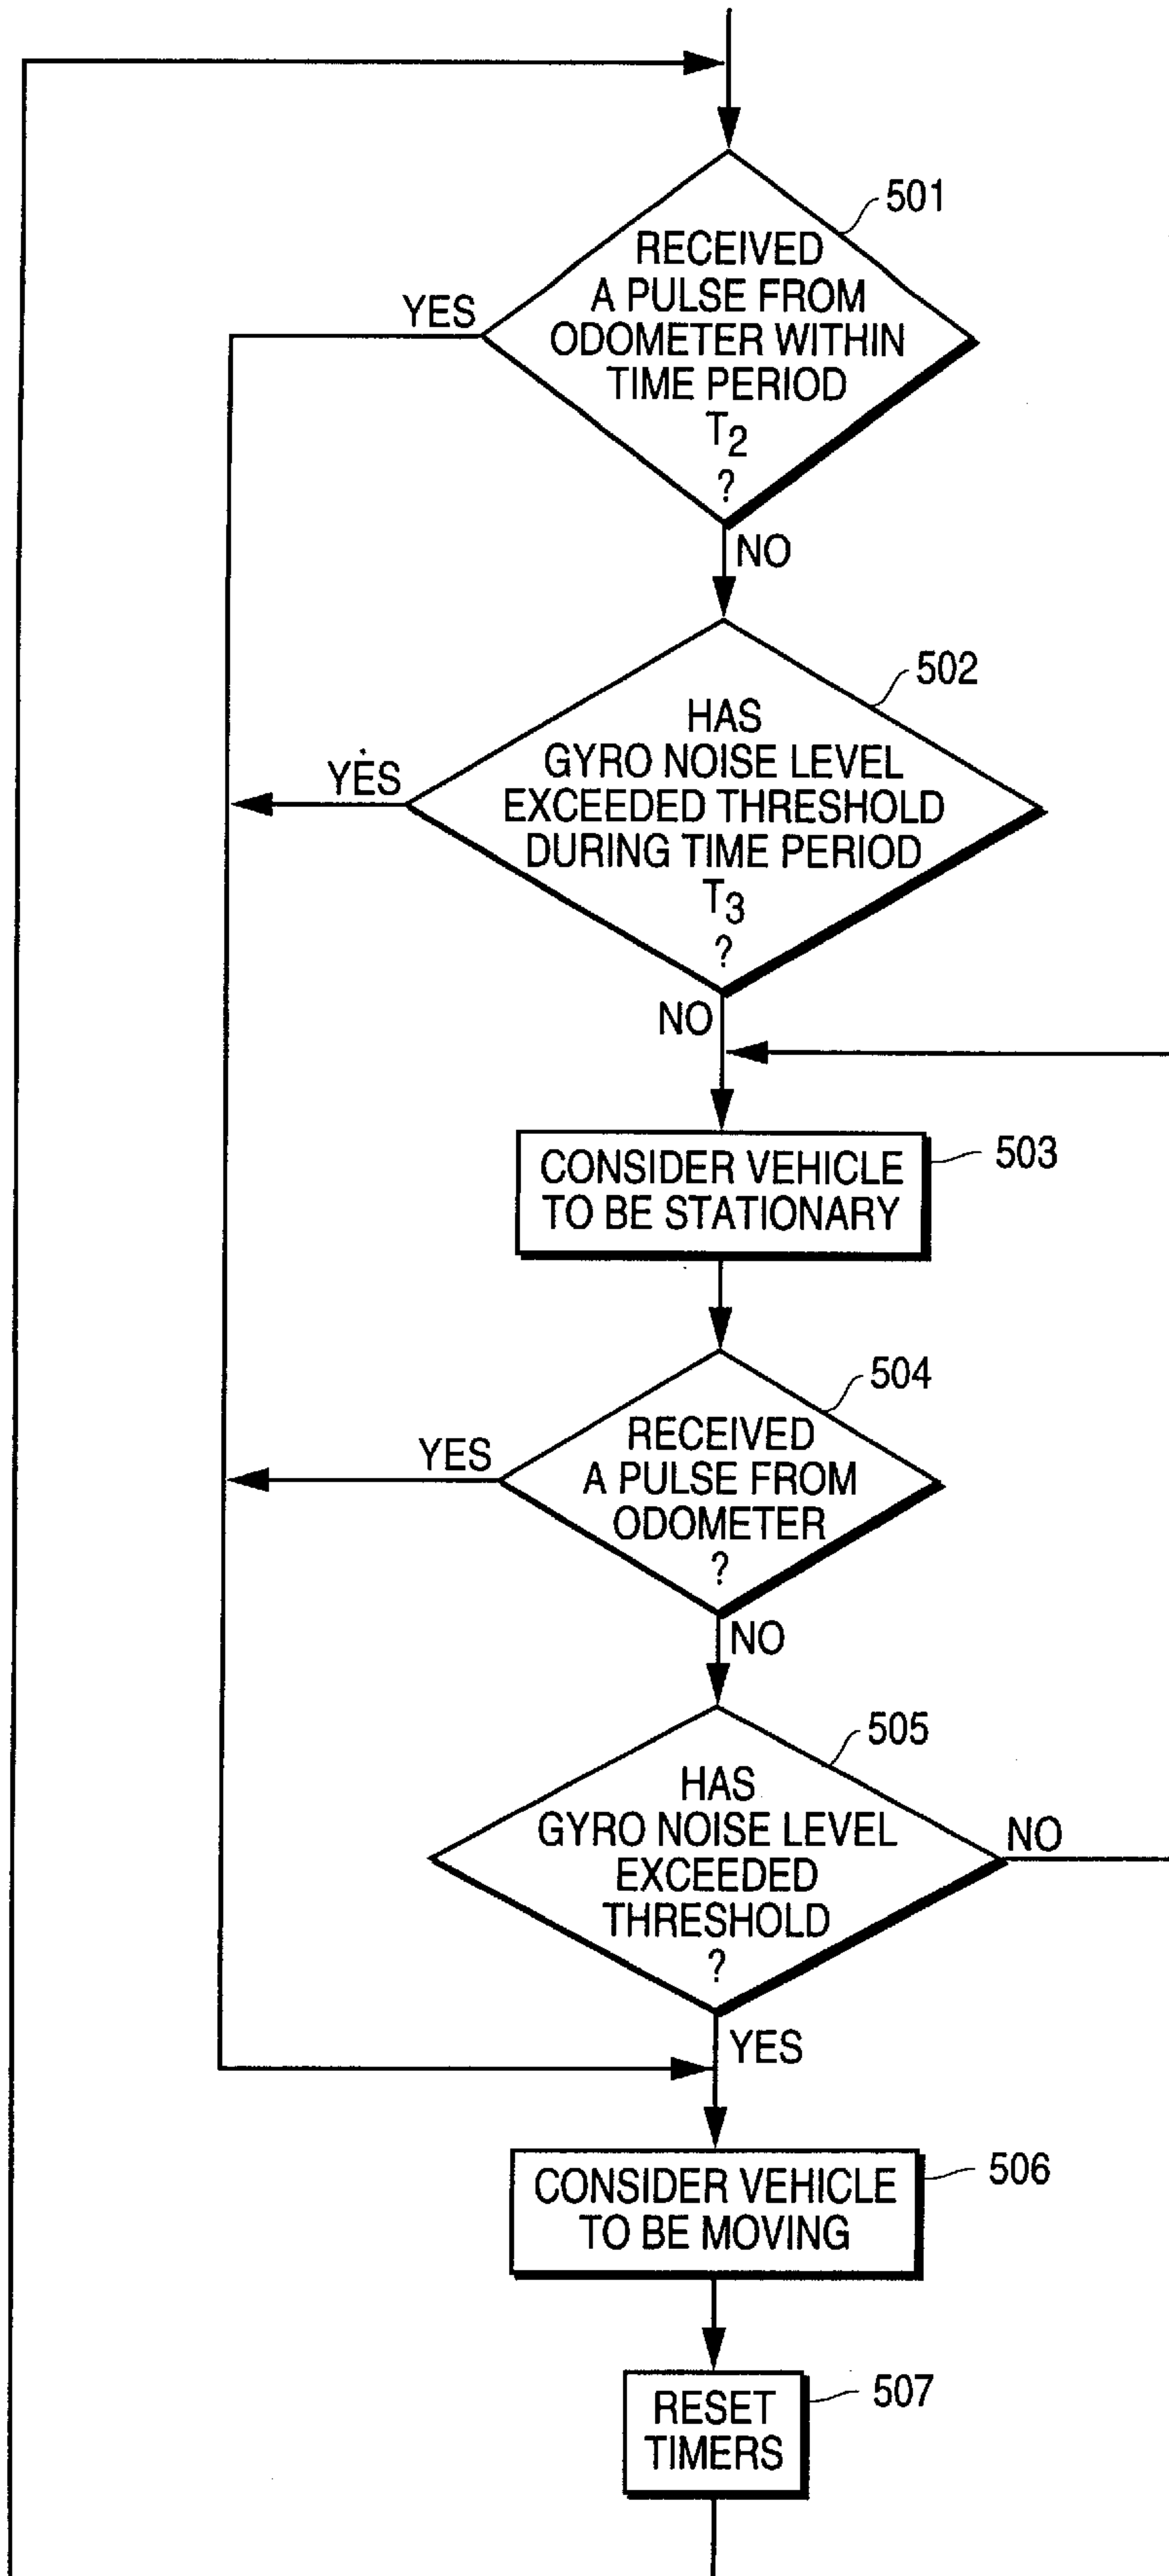 501
RECEIVED
A PULSE FROM
ODOMETER WITHIN
TIME PERIOD
T2
?
YES
NO
502
HAS
GYRO NOISE LEVEL
EXCEEDED THRESHOLD
DURING TIME PERIOD
T3
?
YES
NO
503
CONSIDER VEHICLE
TO BE STATIONARY
504
RECEIVED
A PULSE FROM
ODOMETER
?
YES
NO
505
HAS
GYRO NOISE LEVEL
EXCEEDED
THRESHOLD
?
NO
YES
506
CONSIDER VEHICLE
TO BE MOVING
507
RESET
TIMERS